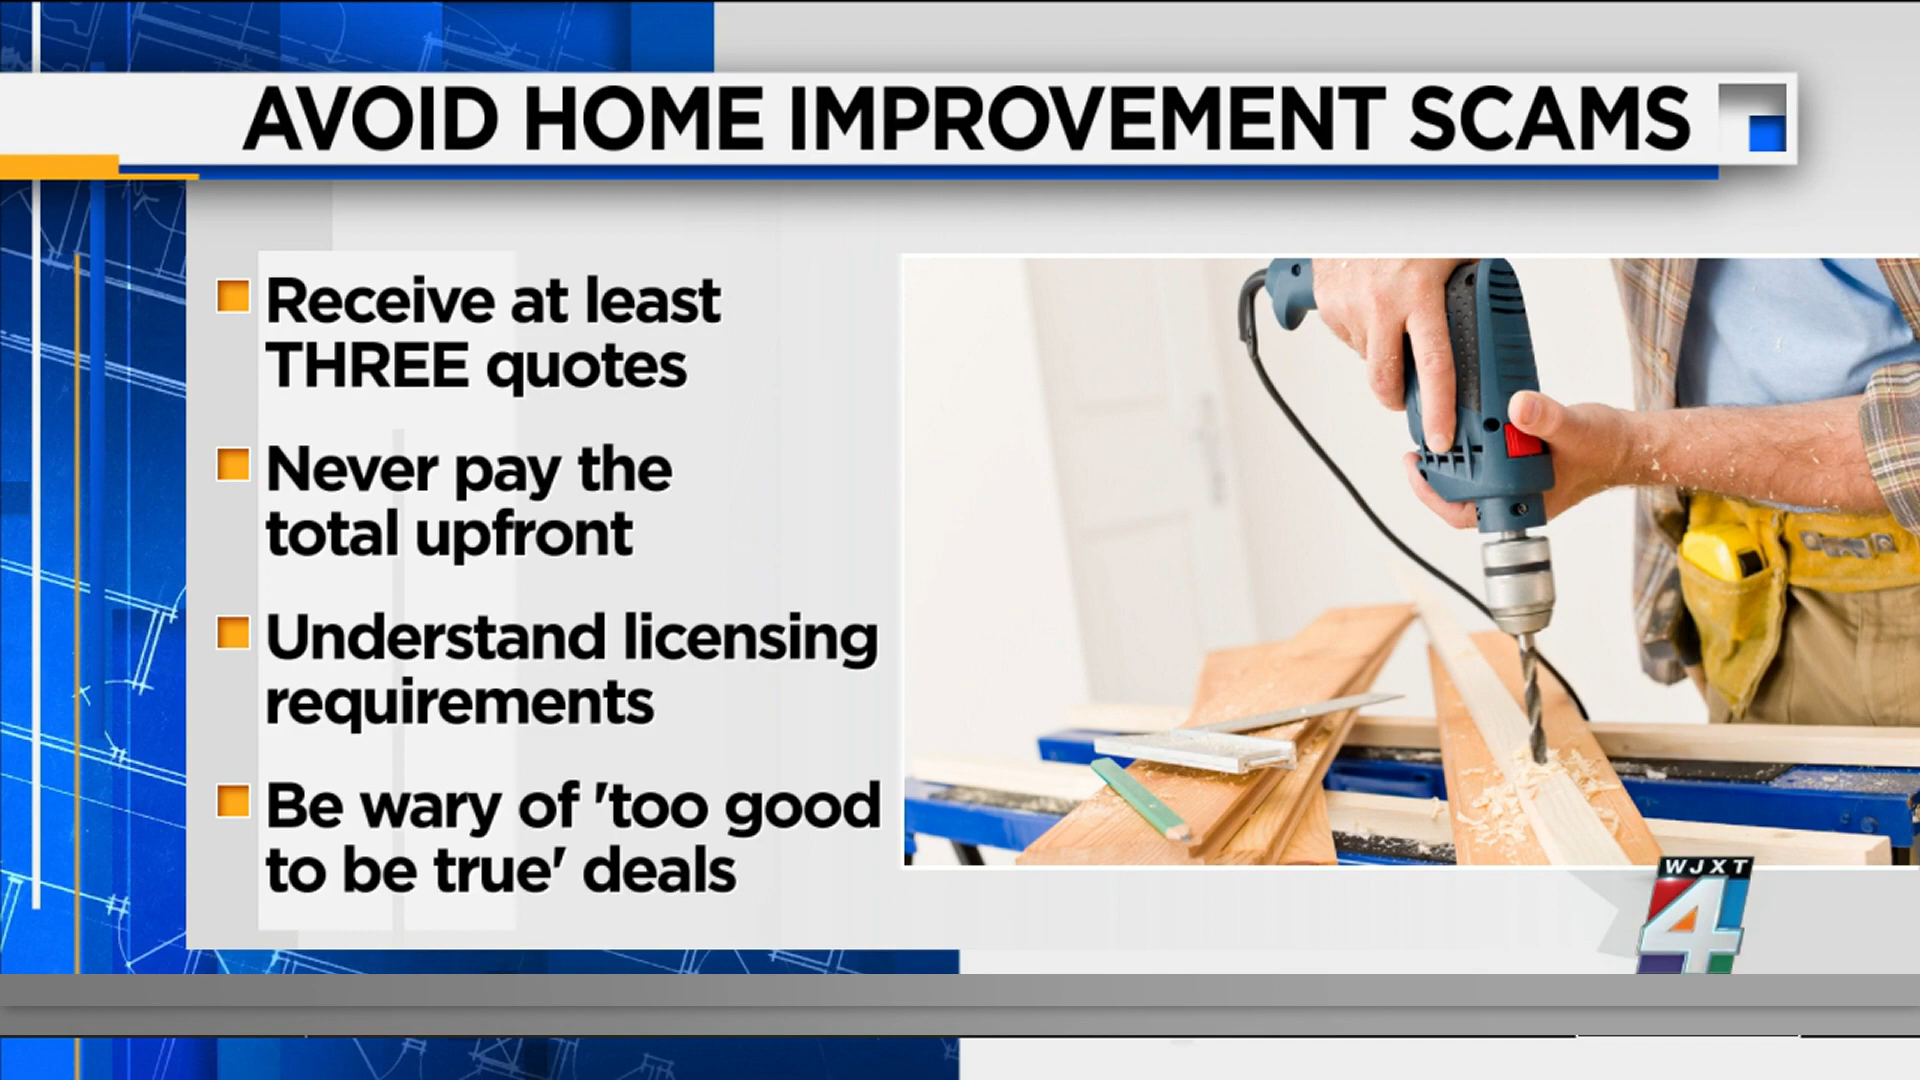 AVOID HOME IMPROVEMENT SCAMS
Receive at least
THREE quotes
Never pay the
total upfront
Understand licensing
requirements
Be wary of 'too good
to be true' deals
WJXT
4